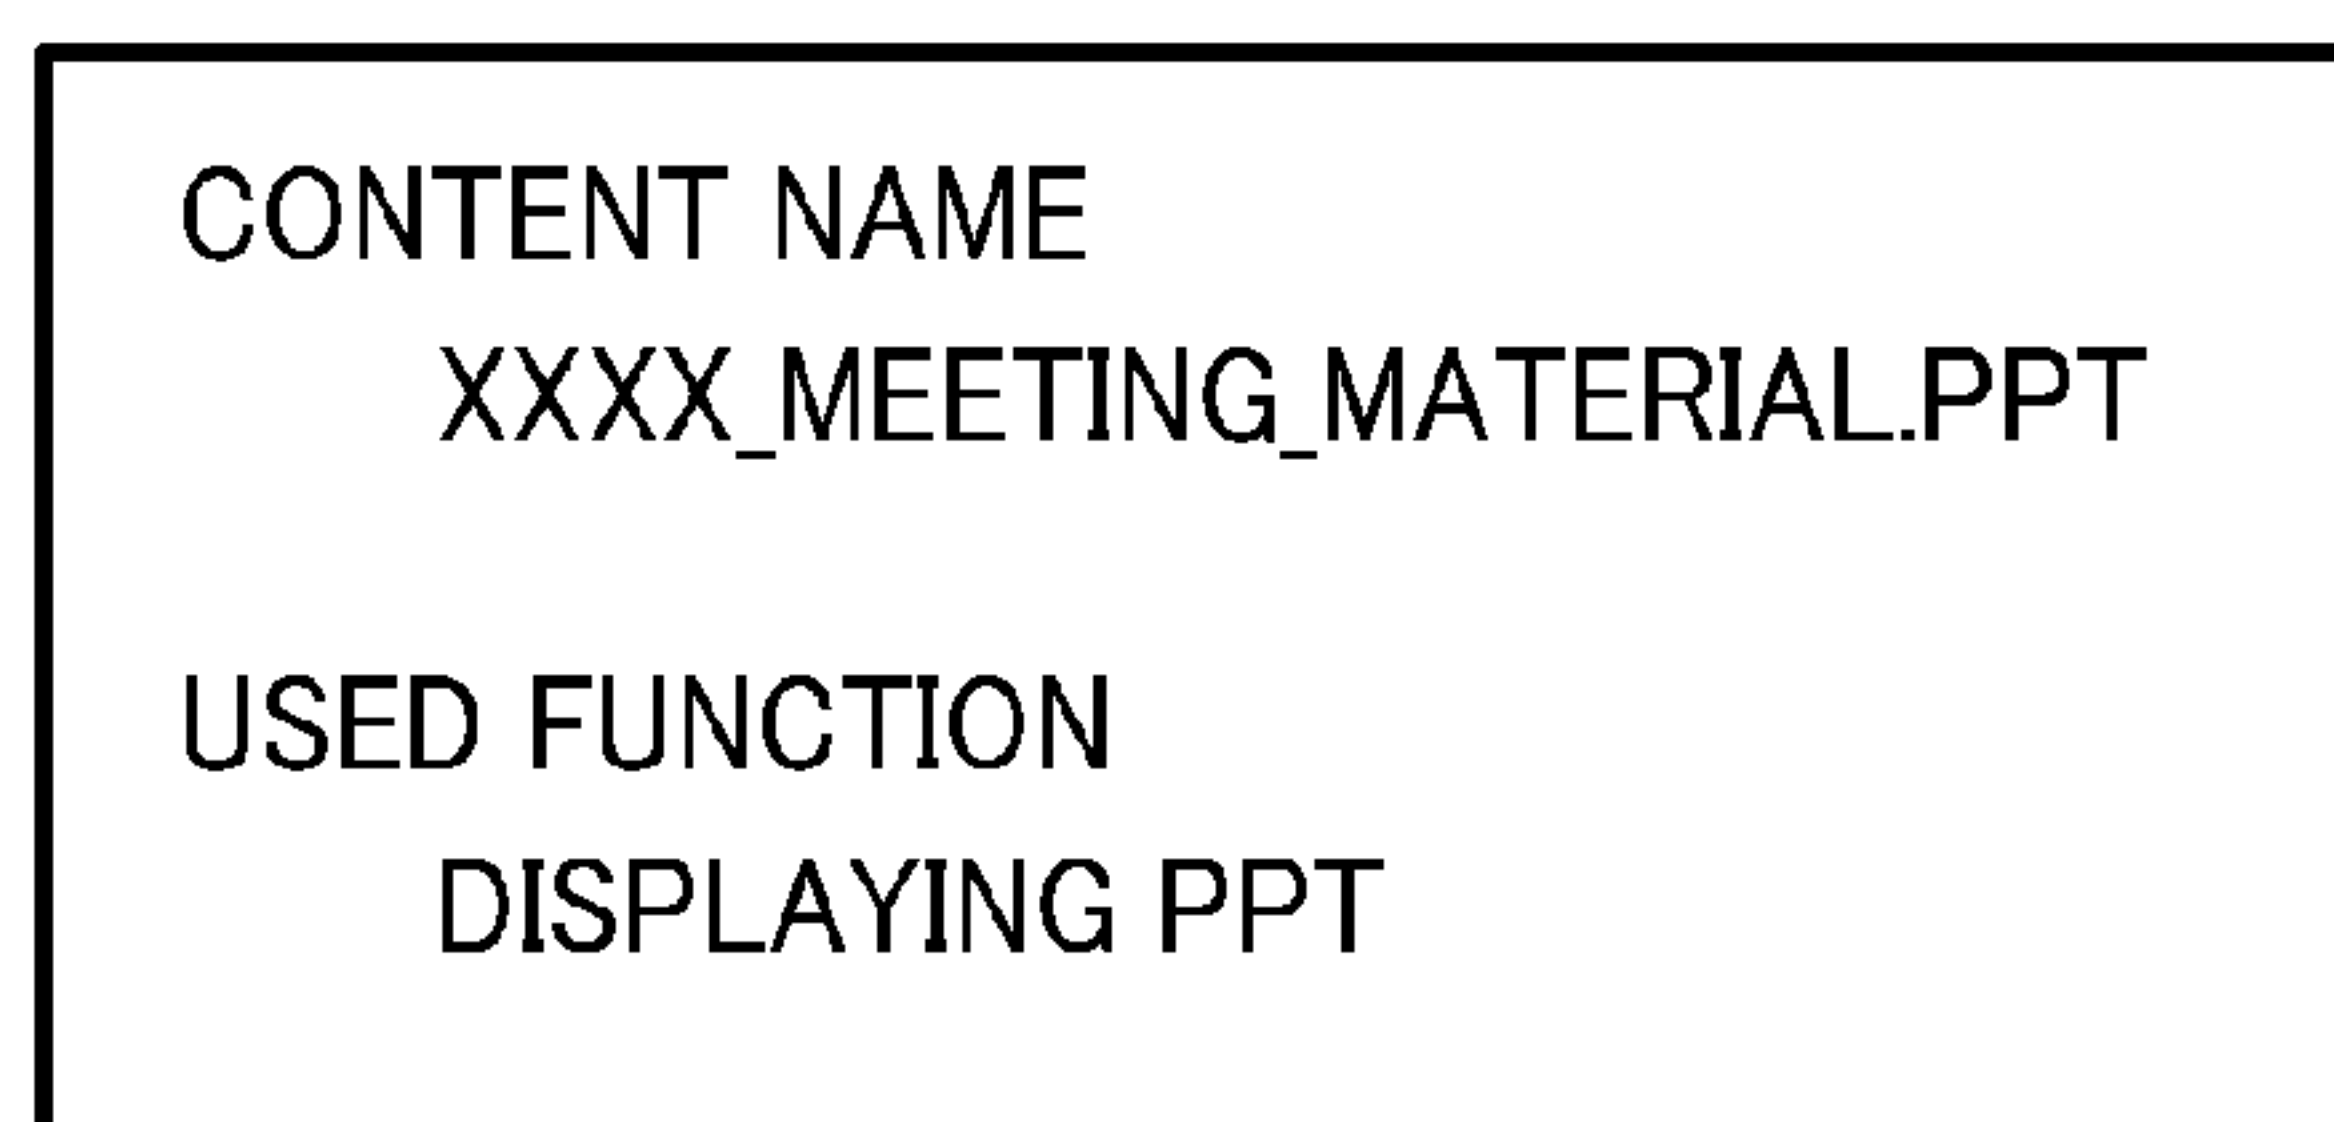 CONTENT NAME
XXXX_MEETING_MATERIAL.PPT
USED FUNCTION
DISPLAYING PPT